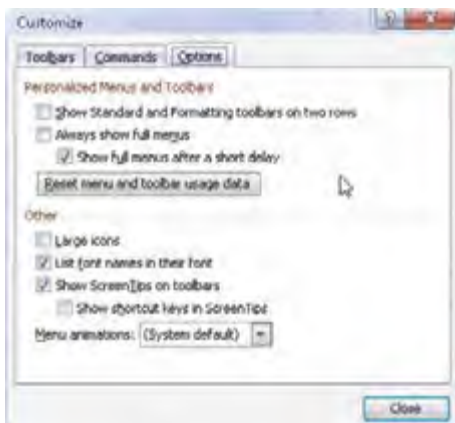 Customize
Toolbars Commands Options
Personalized Menus and Toolbars
Show Standard and Formatting toolbars on two rows
Always show full menus
Show full menus after a short delay
Reset menu and toolbar usage data
Other
Large icons
List font names in their font
Show ScreenTips on toolbars
Show shortcut keys in ScreenTips
Menu animations: (System default)
Close